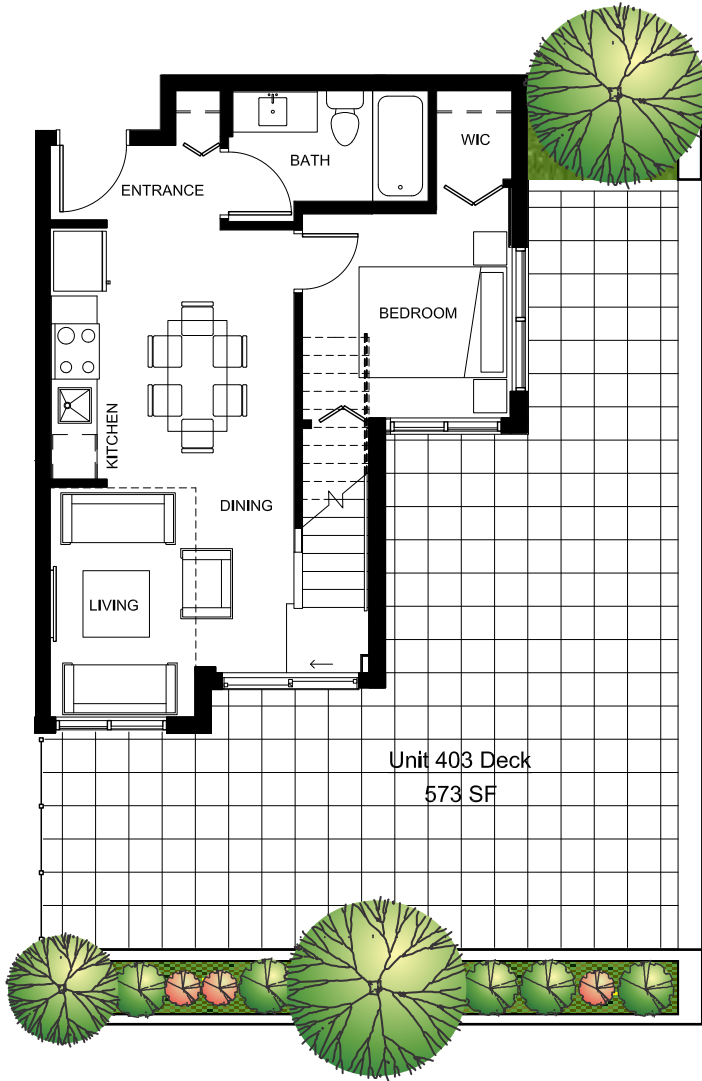 WIC
BATH
ENTRANCE
BEDROOM
KITCHEN
DINING
LIVING
Unit 403 Deck
573 SF